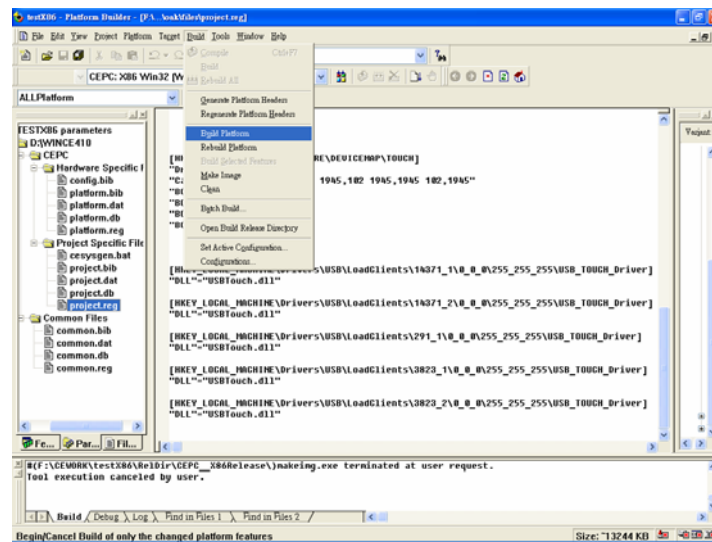 testX86 - Platform Builder - [F:\...\oak\files\project.reg]
File Edit View Project Platform Target Build Tools Window Help
Compile Ctrl+F7
Build
Rebuild All
Generate Platform Headers
Regenerate Platform Headers
Build Platform
Rebuild Platform
Build Selected Features
Make Image
Clean
Batch Build...
Open Build Release Directory
Set Active Configuration...
Configurations...
CEPC: X86 Win32
ALLPlatform
TESTX86 parameters
D:\WINCE410
CEPC
Hardware Specific F
config.bib
platform.bib
platform.dat
platform.db
platform.reg
Project Specific File
cesysgen.bat
project.bib
project.dat
project.db
project.reg
Common Files
common.bib
common.dat
common.db
common.reg
Fe... Par... Fil...
RE\DEVICEMAP\TOUCH]
1945,102 1945,1945 102,1945"
[HKEY_LOCAL_MACHINE\Drivers\USB\LoadClients\14371_1\0_0_0\255_255_255\USB_TOUCH_Driver]
"DLL"="USBTouch.dll"
[HKEY_LOCAL_MACHINE\Drivers\USB\LoadClients\14371_2\0_0_0\255_255_255\USB_TOUCH_Driver]
"DLL"="USBTouch.dll"
[HKEY_LOCAL_MACHINE\Drivers\USB\LoadClients\291_1\0_0_0\255_255_255\USB_TOUCH_Driver]
"DLL"="USBTouch.dll"
[HKEY_LOCAL_MACHINE\Drivers\USB\LoadClients\3823_1\0_0_0\255_255_255\USB_TOUCH_Driver]
"DLL"="USBTouch.dll"
[HKEY_LOCAL_MACHINE\Drivers\USB\LoadClients\3823_2\0_0_0\255_255_255\USB_TOUCH_Driver]
"DLL"="USBTouch.dll"
#(F:\CEWORK\testX86\RelDir\CEPC__X86Release\)makeimg.exe terminated at user request.
Tool execution canceled by user.
Build Debug Log Find in Files 1 Find in Files 2
Begin/Cancel Build of only the changed platform features
Size: ~13244 KB